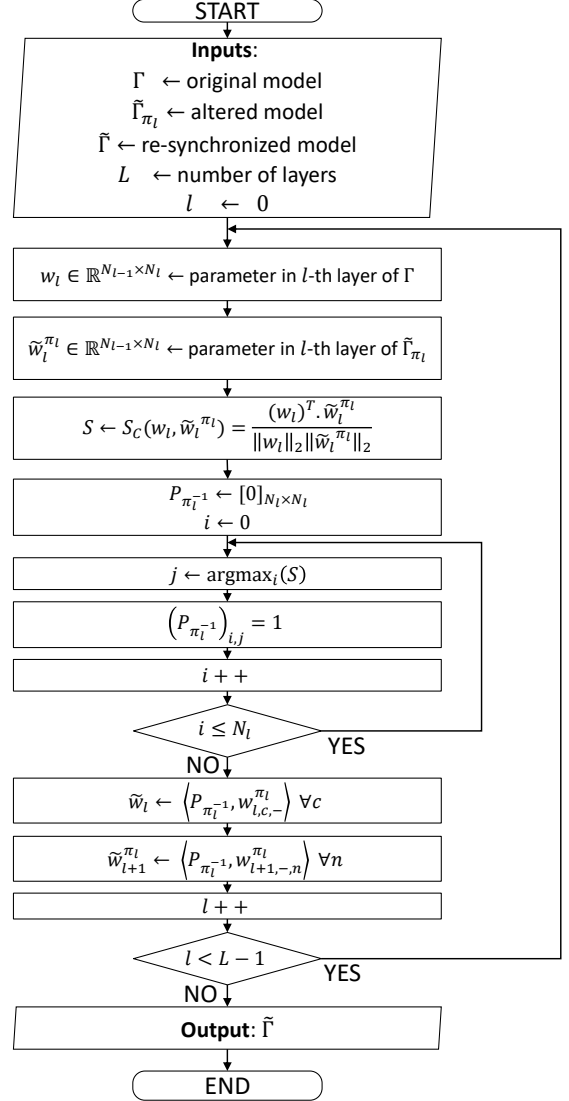 START
Inputs:
Γ ← original model
Γ̃_{π_l} ← altered model
Γ̃ ← re-synchronized model
L ← number of layers
l ← 0
w_l ∈ ℝ^{N_{l−1}×N_l} ← parameter in l-th layer of Γ
w̃_l^{π_l} ∈ ℝ^{N_{l−1}×N_l} ← parameter in l-th layer of Γ̃_{π_l}
S ← S_C(w_l, w̃_l^{π_l}) = (w_l)^T . w̃_l^{π_l} / ‖w_l‖_2‖w̃_l^{π_l}‖_2
P_{π_l^{−1}} ← [0]_{N_l×N_l}
i ← 0
j ← argmax_i(S)
(P_{π_l^{−1}})_{i,j} = 1
i + +
i ≤ N_l
YES
NO
w̃_l ← ⟨P_{π_l^{−1}}, w_{l,c,−}^{π_l}⟩ ∀c
w̃_{l+1}^{π_l} ← ⟨P_{π_l^{−1}}, w_{l+1,−,n}^{π_l}⟩ ∀n
l + +
l < L − 1
YES
NO
Output: Γ̃
END